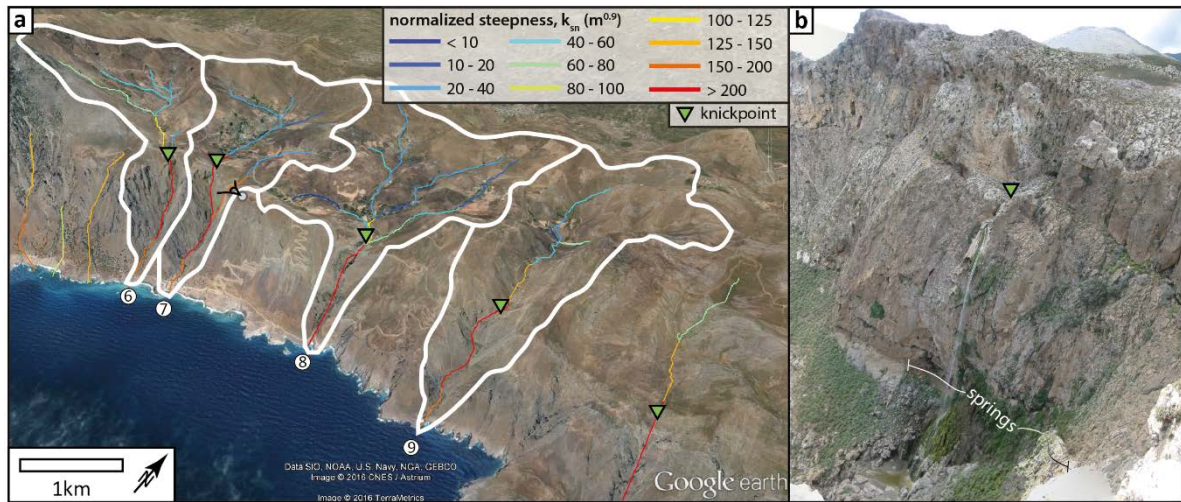 a
normalized steepness, ksn (m0.9)
< 10
10 - 20
20 - 40
40 - 60
60 - 80
80 - 100
100 - 125
125 - 150
150 - 200
> 200
knickpoint
6
7
8
9
1km
Data SIO, NOAA, U.S. Navy, NGA, GEBCO
Image © 2016 CNES / Astrium
Image © 2016 TerraMetrics
Google earth
b
springs